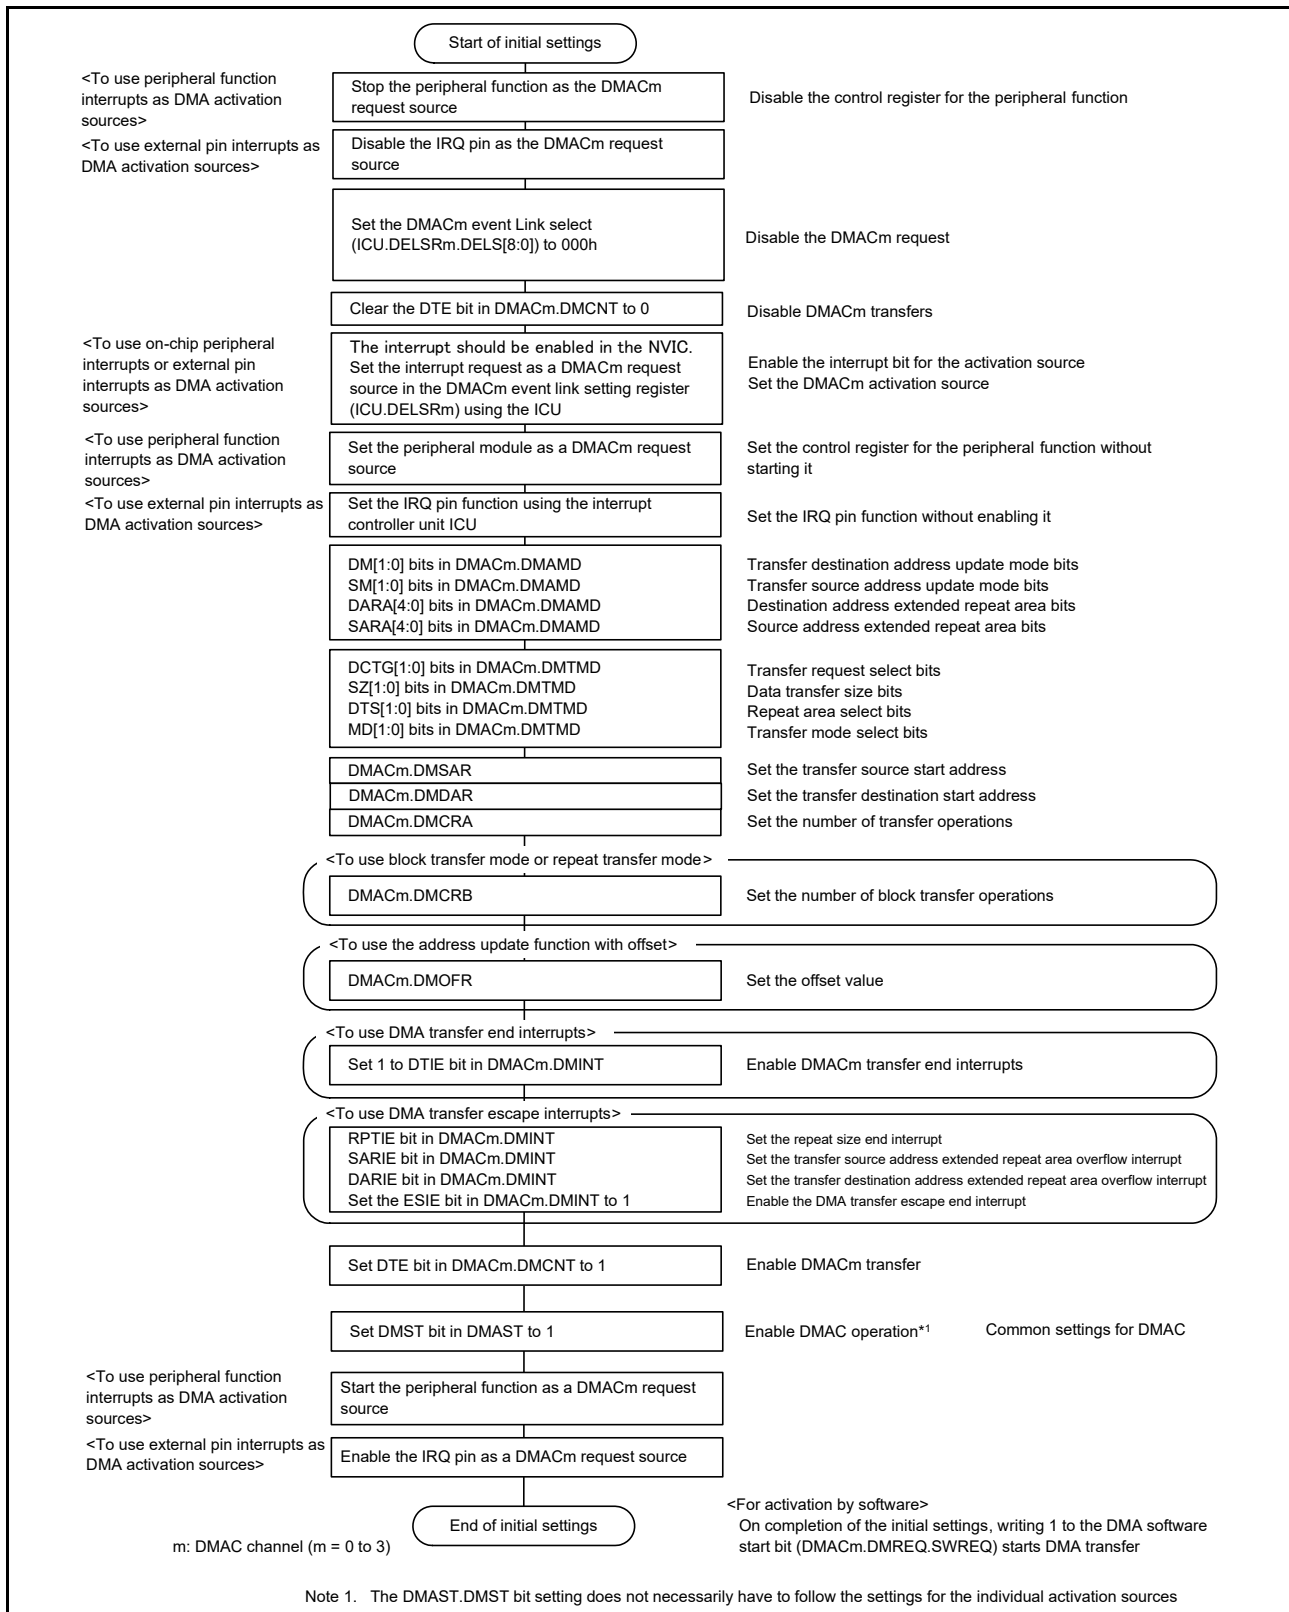 Start of initial settings
<To use peripheral function
interrupts as DMA activation
sources>
Stop the peripheral function as the DMACm
request source
Disable the control register for the peripheral function
<To use external pin interrupts as
DMA activation sources>
Disable the IRQ pin as the DMACm request
source
Set the DMACm event Link select
(ICU.DELSRm.DELS[8:0]) to 000h
Disable the DMACm request
Clear the DTE bit in DMACm.DMCNT to 0
Disable DMACm transfers
<To use on-chip peripheral
interrupts or external pin
interrupts as DMA activation
sources>
The interrupt should be enabled in the NVIC.
Set the interrupt request as a DMACm request
source in the DMACm event link setting register
(ICU.DELSRm) using the ICU
Enable the interrupt bit for the activation source
Set the DMACm activation source
<To use peripheral function
interrupts as DMA activation
sources>
Set the peripheral module as a DMACm request
source
Set the control register for the peripheral function without
starting it
<To use external pin interrupts as
DMA activation sources>
Set the IRQ pin function using the interrupt
controller unit ICU
Set the IRQ pin function without enabling it
DM[1:0] bits in DMACm.DMAMD
Transfer destination address update mode bits
SM[1:0] bits in DMACm.DMAMD
Transfer source address update mode bits
DARA[4:0] bits in DMACm.DMAMD
Destination address extended repeat area bits
SARA[4:0] bits in DMACm.DMAMD
Source address extended repeat area bits
DCTG[1:0] bits in DMACm.DMTMD
Transfer request select bits
SZ[1:0] bits in DMACm.DMTMD
Data transfer size bits
DTS[1:0] bits in DMACm.DMTMD
Repeat area select bits
MD[1:0] bits in DMACm.DMTMD
Transfer mode select bits
DMACm.DMSAR
Set the transfer source start address
DMACm.DMDAR
Set the transfer destination start address
DMACm.DMCRA
Set the number of transfer operations
<To use block transfer mode or repeat transfer mode>
DMACm.DMCRB
Set the number of block transfer operations
<To use the address update function with offset>
DMACm.DMOFR
Set the offset value
<To use DMA transfer end interrupts>
Set 1 to DTIE bit in DMACm.DMINT
Enable DMACm transfer end interrupts
<To use DMA transfer escape interrupts>
RPTIE bit in DMACm.DMINT
Set the repeat size end interrupt
SARIE bit in DMACm.DMINT
Set the transfer source address extended repeat area overflow interrupt
DARIE bit in DMACm.DMINT
Set the transfer destination address extended repeat area overflow interrupt
Set the ESIE bit in DMACm.DMINT to 1
Enable the DMA transfer escape end interrupt
Set DTE bit in DMACm.DMCNT to 1
Enable DMACm transfer
Set DMST bit in DMAST to 1
Enable DMAC operation*1
Common settings for DMAC
<To use peripheral function
interrupts as DMA activation
sources>
Start the peripheral function as a DMACm request
source
<To use external pin interrupts as
DMA activation sources>
Enable the IRQ pin as a DMACm request source
End of initial settings
<For activation by software>
On completion of the initial settings, writing 1 to the DMA software
start bit (DMACm.DMREQ.SWREQ) starts DMA transfer
m: DMAC channel (m = 0 to 3)
Note 1. The DMAST.DMST bit setting does not necessarily have to follow the settings for the individual activation sources